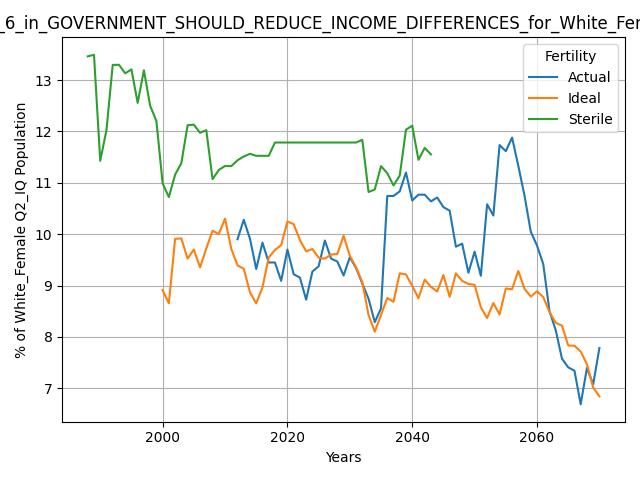 _6_in_GOVERNMENT_SHOULD_REDUCE_INCOME_DIFFERENCES_for_White_Fer
Fertility
Actual
Ideal
Sterile
% of White_Female Q2_IQ Population
13
12
11
10
9
8
7
2000
2020
2040
2060
Years